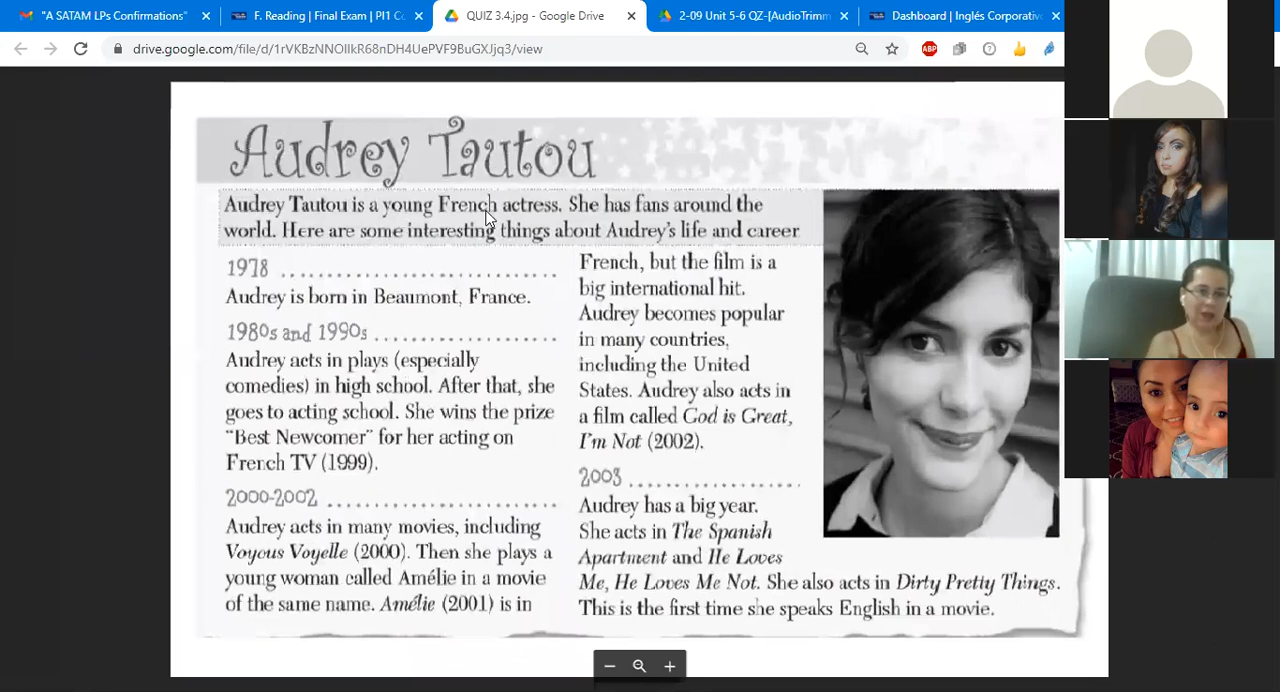 "A SATAM LPs Confirmations"
F. Reading | Final Exam | PI1 Co
QUIZ 3.4.jpg - Google Drive
2-09 Unit 5-6 QZ-[AudioTrimm
Dashboard | Inglés Corporativ
drive.google.com/file/d/1rVKBzNNOlIkR68nDH4UePVF9BuGXJjq3/view
ABP
Audrey Tautou
Audrey Tautou is a young French actress. She has fans around the
world. Here are some interesting things about Audrey's life and career
1978
Audrey is born in Beaumont, France.
1980s and 1990s
Audrey acts in plays (especially
comedies) in high school. After that, she
goes to acting school. She wins the prize
"Best Newcomer" for her acting on
French TV (1999).
2000-2002
Audrey acts in many movies, including
Voyous Voyelle (2000). Then she plays a
young woman called Amélie in a movie
of the same name. Amélie (2001) is in
French, but the film is a
big international hit.
Audrey becomes popular
in many countries,
including the United
States. Audrey also acts in
a film called God is Great,
I'm Not (2002).
2003
Audrey has a big year.
She acts in The Spanish
Apartment and He Loves
Me, He Loves Me Not. She also acts in Dirty Pretty Things.
This is the first time she speaks English in a movie.